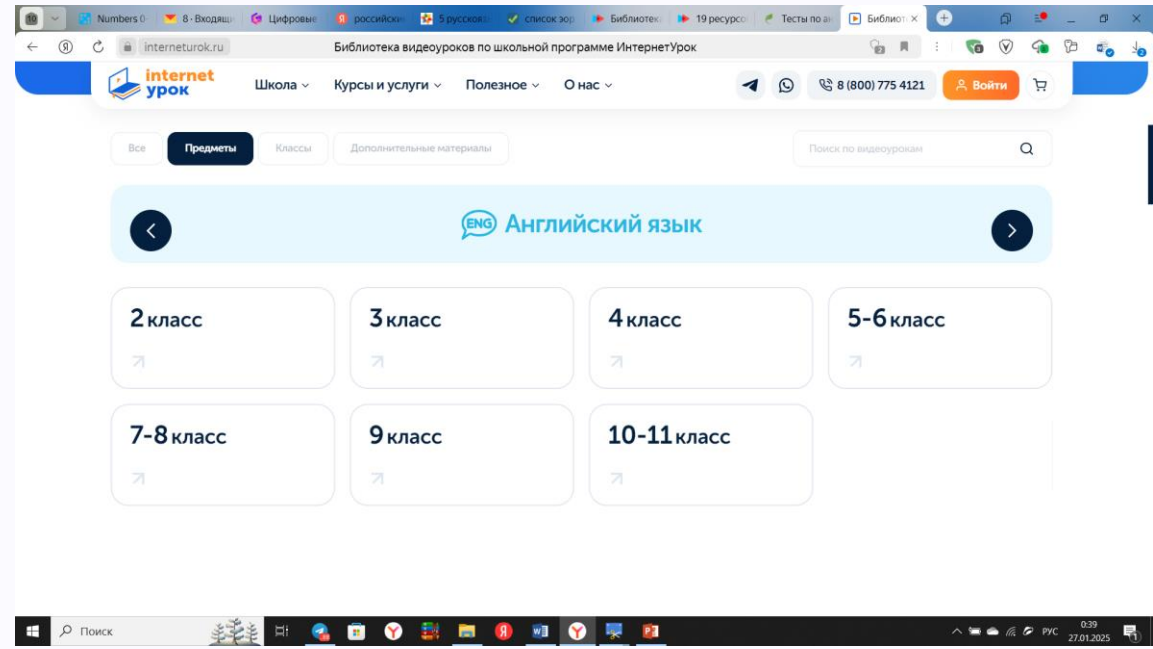 Numbers 8 · Входящи Цифровые российски 5 русскояз список зор Библиотек 19 ресурсо Тесты по ан Библиот
interneturok.ru Библиотека видеоуроков по школьной программе ИнтернетУрок
internet
урок
Школа Курсы и услуги Полезное О нас 8 (800) 775 4121 Войти
Все Предметы Классы Дополнительные материалы Поиск по видеоурокам
ENG Английский язык
2 класс 3 класс 4 класс 5-6 класс
7-8 класс 9 класс 10-11 класс
Поиск РУС 0:39
27.01.2025